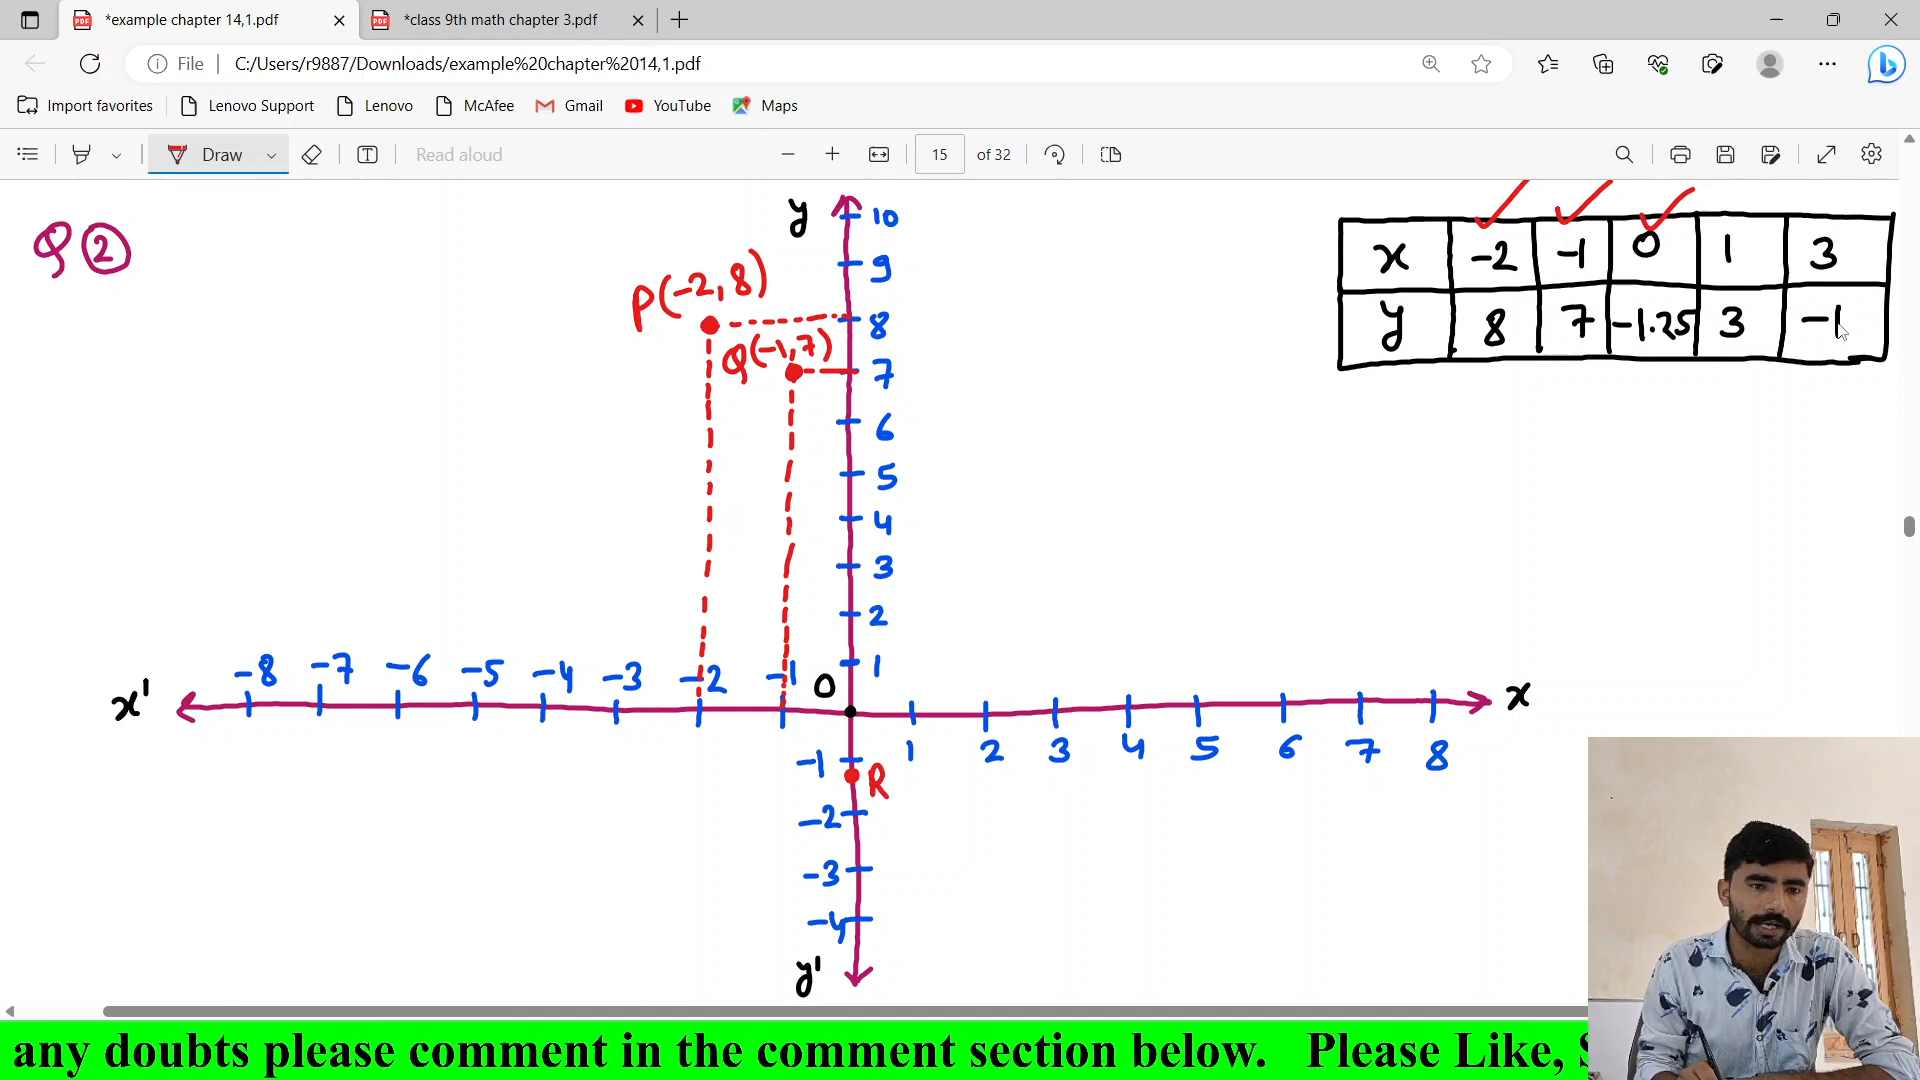 *example chapter 14,1.pdf
*class 9th math chapter 3.pdf
File
C:/Users/r9887/Downloads/example%20chapter%2014,1.pdf
Import favorites
Lenovo Support
Lenovo
McAfee
Gmail
YouTube
Maps
Draw
Read aloud
15
of 32
Q 2
y
10
9
8
7
6
5
4
3
2
1
P(-2,8)
Q(-1,7)
x -2 -1 0 1 3
y 8 7 -1.25 3 -1
x' -8 -7 -6 -5 -4 -3 -2 -1 O x
1 2 3 4 5 6 7 8
-1 R
-2
-3
-4
y'
any doubts please comment in the comment section below. Please Like,